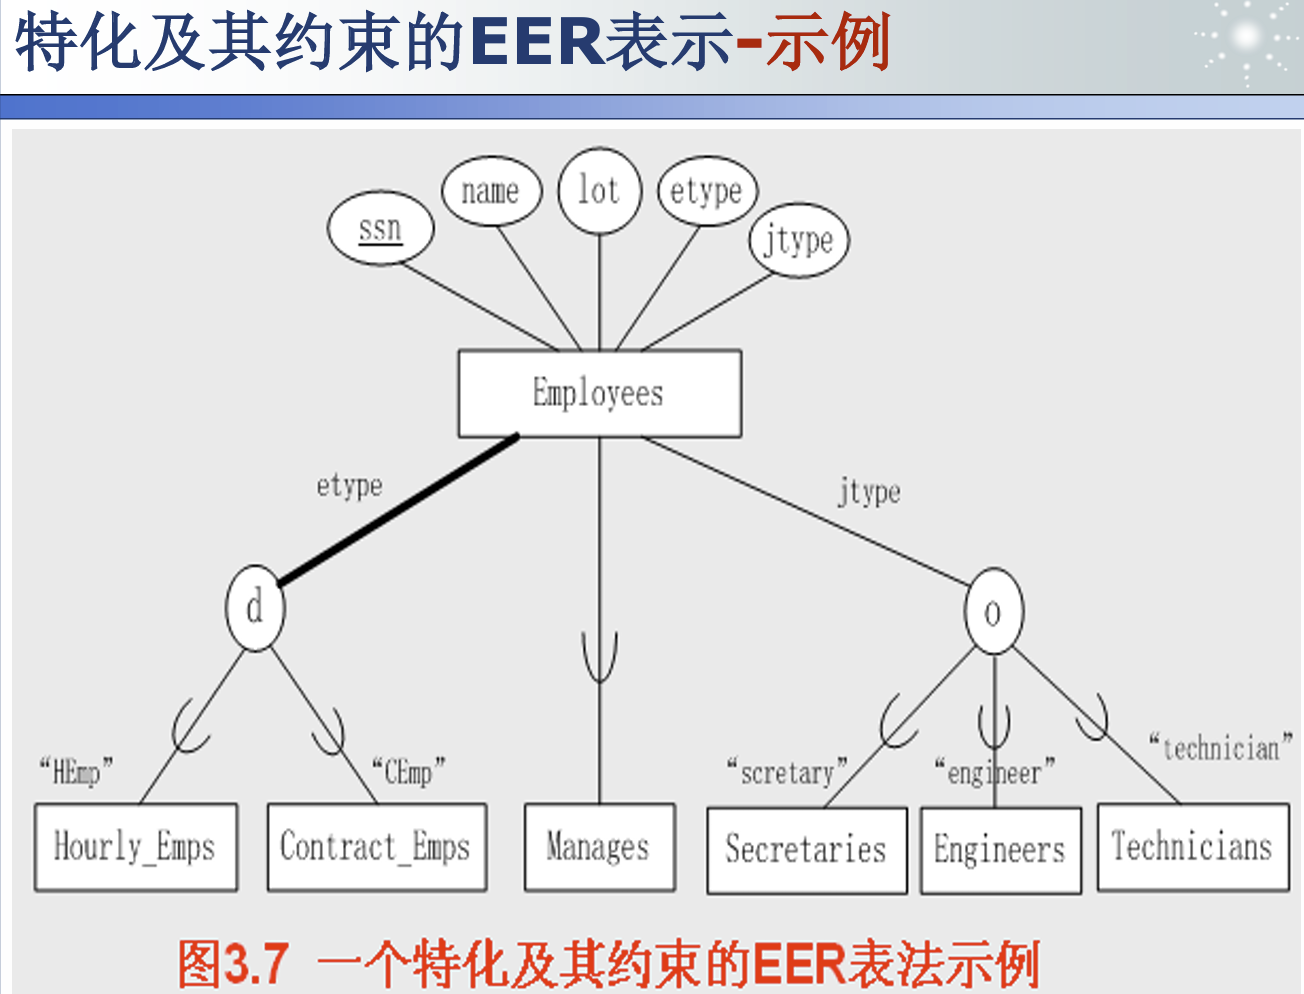 特化及其约束的EER表示-示例
ssn
name
lot
etype
jtype
Employees
etype
jtype
d
o
“HEmp”
“CEmp”
“scretary”
“engineer”
“technician”
Hourly_Emps
Contract_Emps
Manages
Secretaries
Engineers
Technicians
图3.7 一个特化及其约束的EER表法示例